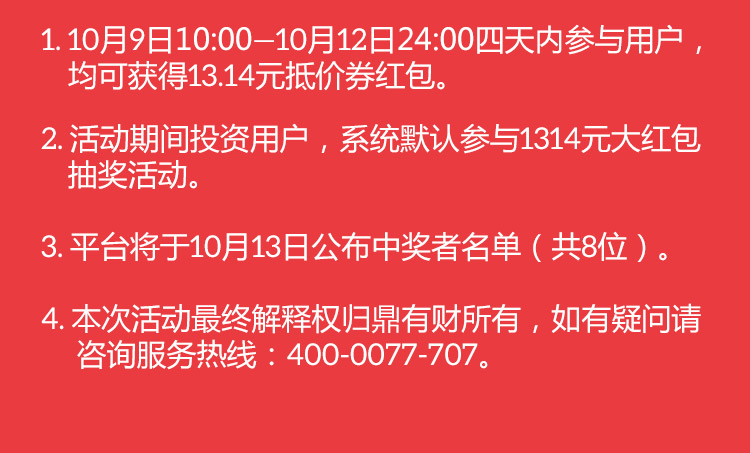 1. 10月9日10:00—10月12日24:00四天内参与用户，
均可获得13.14元抵价券红包。
2. 活动期间投资用户，系统默认参与1314元大红包
抽奖活动。
3. 平台将于10月13日公布中奖者名单（共8位）。
4. 本次活动最终解释权归鼎有财所有，如有疑问请
咨询服务热线：400-0077-707。